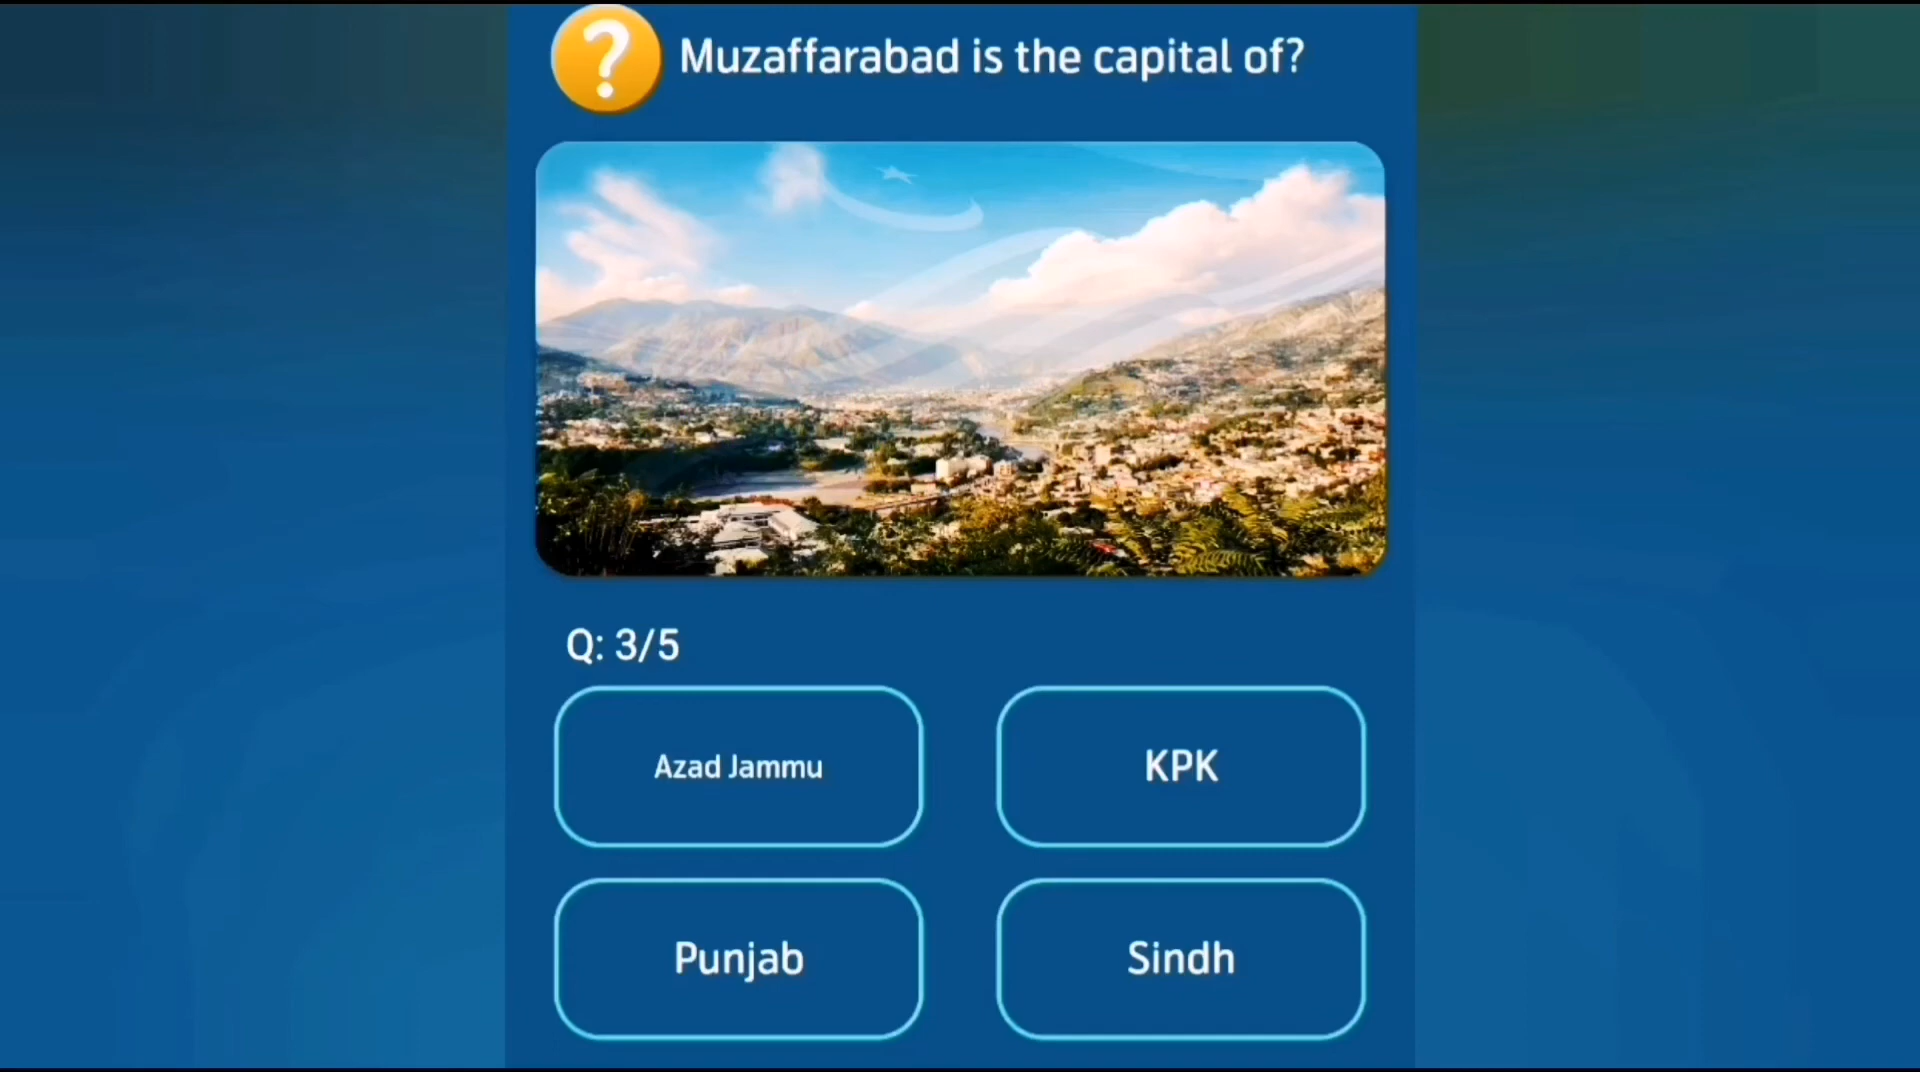 ? Muzaffarabad is the capital of?
Q: 3/5
Azad Jammu
KPK
Punjab
Sindh